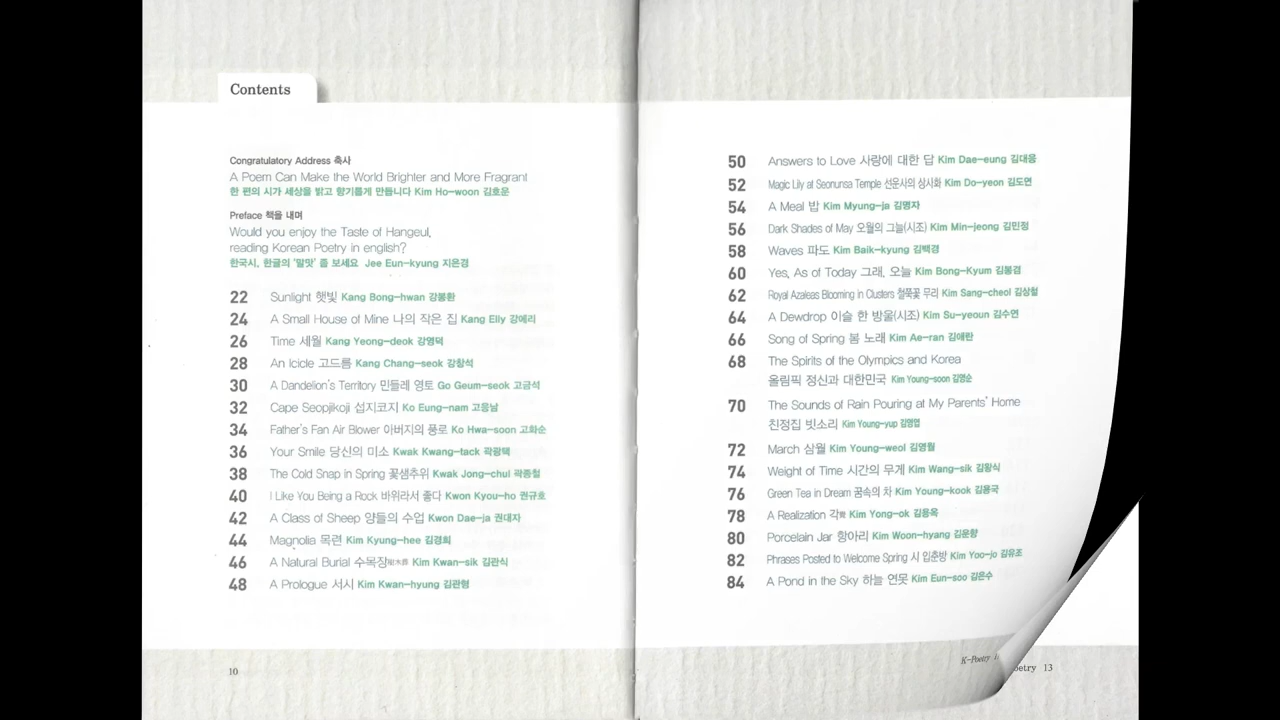 Contents
Congratulatory Address 축사
A Poem Can Make the World Brighter and More Fragrant
한 편의 시가 세상을 밝고 향기롭게 만듭니다 Kim Ho-woon 김호운
Preface 책을 내며
Would you enjoy the Taste of Hangeul,
reading Korean Poetry in english?
한국시, 한글의 '말맛' 좀 보세요 Jee Eun-kyung 지은경
22 Sunlight 햇빛 Kang Bong-hwan 강봉환
24 A Small House of Mine 나의 작은 집 Kang Elly 강에리
26 Time 세월 Kang Yeong-deok 강영덕
28 An Icicle 고드름 Kang Chang-seok 강창석
30 A Dandelion's Territory 민들레 영토 Go Geum-seok 고금석
32 Cape Seopjikoji 섭지코지 Ko Eung-nam 고응남
34 Father's Fan Air Blower 아버지의 풍로 Ko Hwa-soon 고화순
36 Your Smile 당신의 미소 Kwak Kwang-tack 곽광택
38 The Cold Snap in Spring 꽃샘추위 Kwak Jong-chul 곽종철
40 I Like You Being a Rock 바위라서 좋다 Kwon Kyou-ho 권규호
42 A Class of Sheep 양들의 수업 Kwon Dae-ja 권대자
44 Magnolia 목련 Kim Kyung-hee 김경희
46 A Natural Burial 수목장 Kim Kwan-sik 김관식
48 A Prologue 서시 Kim Kwan-hyung 김관형
10
50 Answers to Love 사랑에 대한 답 Kim Dae-eung 김대응
52 Magic Lily at Seonunsa Temple 선운사의 상사화 Kim Do-yeon 김도연
54 A Meal 밥 Kim Myung-ja 김명자
56 Dark Shades of May 오월의 그늘(시조) Kim Min-jeong 김민정
58 Waves 파도 Kim Baik-kyung 김백경
60 Yes, As of Today 그래, 오늘 Kim Bong-Kyum 김봉겸
62 Royal Azaleas Blooming in Clusters 철쭉꽃 무리 Kim Sang-cheol 김상철
64 A Dewdrop 이슬 한 방울(시조) Kim Su-yeoun 김수연
66 Song of Spring 봄 노래 Kim Ae-ran 김애란
68 The Spirits of the Olympics and Korea
올림픽 정신과 대한민국 Kim Young-soon 김영순
70 The Sounds of Rain Pouring at My Parents' Home
친정집 빗소리 Kim Young-yup 김영엽
72 March 삼월 Kim Young-weol 김영월
74 Weight of Time 시간의 무게 Kim Wang-sik 김왕식
76 Green Tea in Dream 꿈속의 차 Kim Young-kook 김용국
78 A Realization 각 Kim Yong-ok 김용옥
80 Porcelain Jar 항아리 Kim Woon-hyang 김운향
82 Phrases Posted to Welcome Spring 시 입춘방 Kim Yoo-jo 김유조
84 A Pond in the Sky 하늘 연못 Kim Eun-soo 김은수
K-Poetry
oetry 13